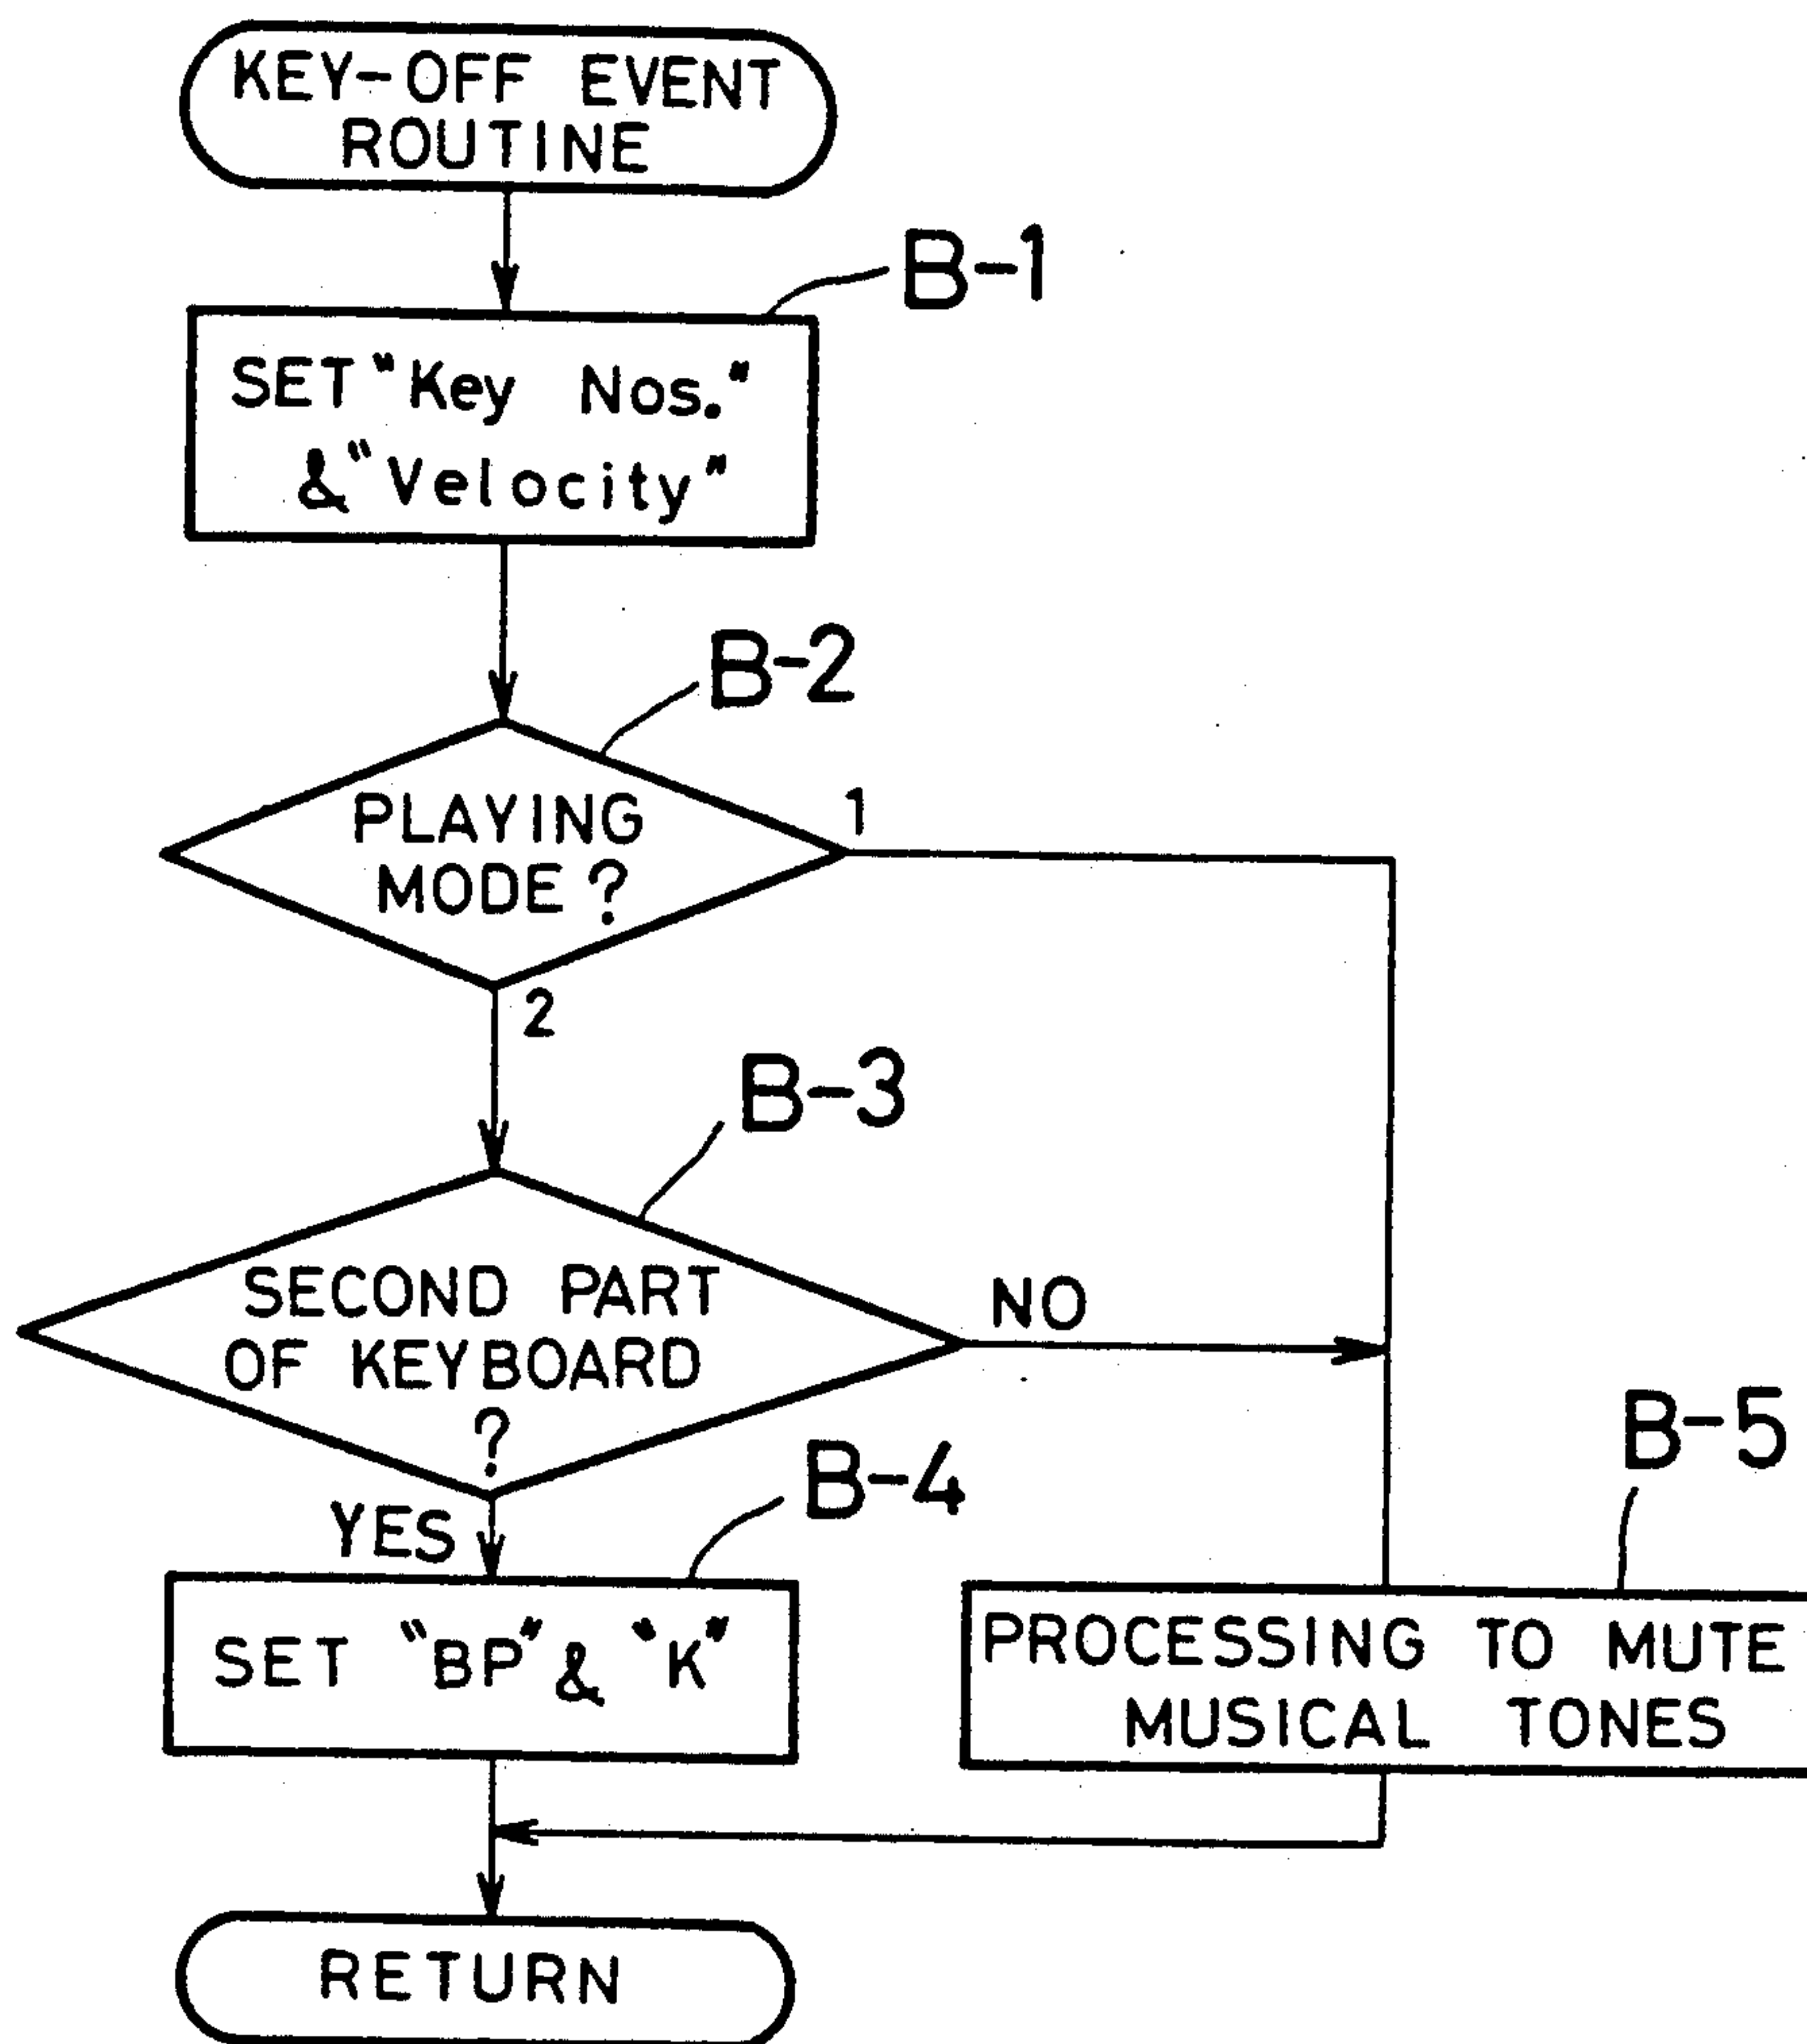 KEY-OFF EVENT
ROUTINE
B-1
SET "Key Nos."
& "Velocity"
B-2
PLAYING
MODE ?
1
2
B-3
SECOND PART
OF KEYBOARD
?
NO
YES
B-4
B-5
SET "BP" & "K"
PROCESSING TO MUTE
MUSICAL TONES
RETURN